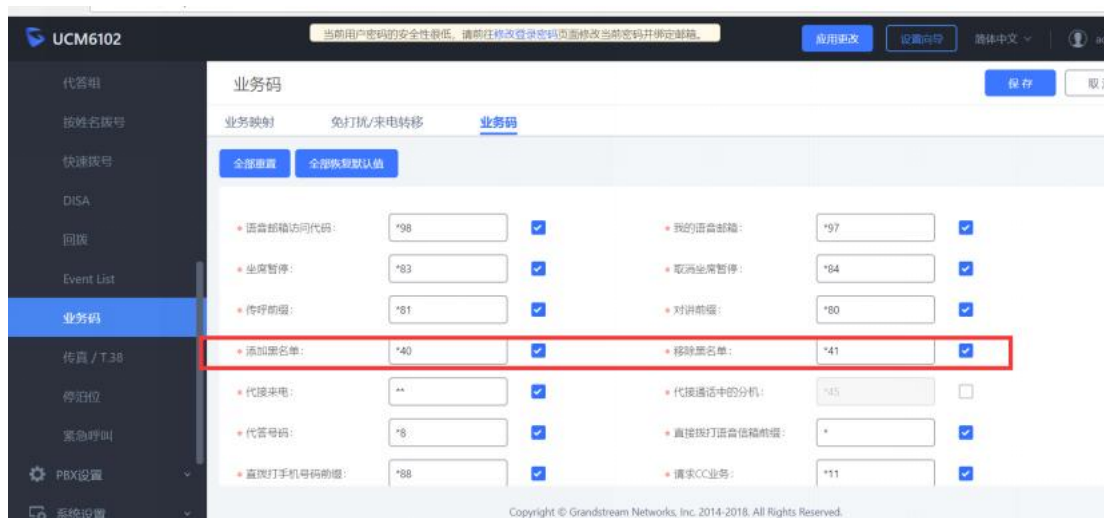 UCM6102
当前用户密码的安全性很低，请前往修改登录密码页面修改当前密码并绑定邮箱。
应用更改
设置向导
简体中文
代答组
按姓名拨号
快速拨号
DISA
回拨
Event List
业务码
传真 / T.38
停泊位
紧急呼叫
PBX设置
系统设置
业务码
保存
业务映射 免打扰/来电转移 业务码
全部重置 全部恢复默认值
* 语音邮箱访问代码： *98 * 我的语音邮箱： *97
* 坐席暂停： *83 * 取消坐席暂停： *84
* 传呼前缀： *81 * 对讲前缀： *80
* 添加黑名单： *40 * 移除黑名单： *41
* 代接来电： ** * 代接通话中的分机： *45
* 代答号码： *8 * 直接拨打语音信箱前缀： *
* 直拨打手机号码前缀： *88 * 请求CC业务： *11
Copyright © Grandstream Networks, Inc. 2014-2018. All Rights Reserved.